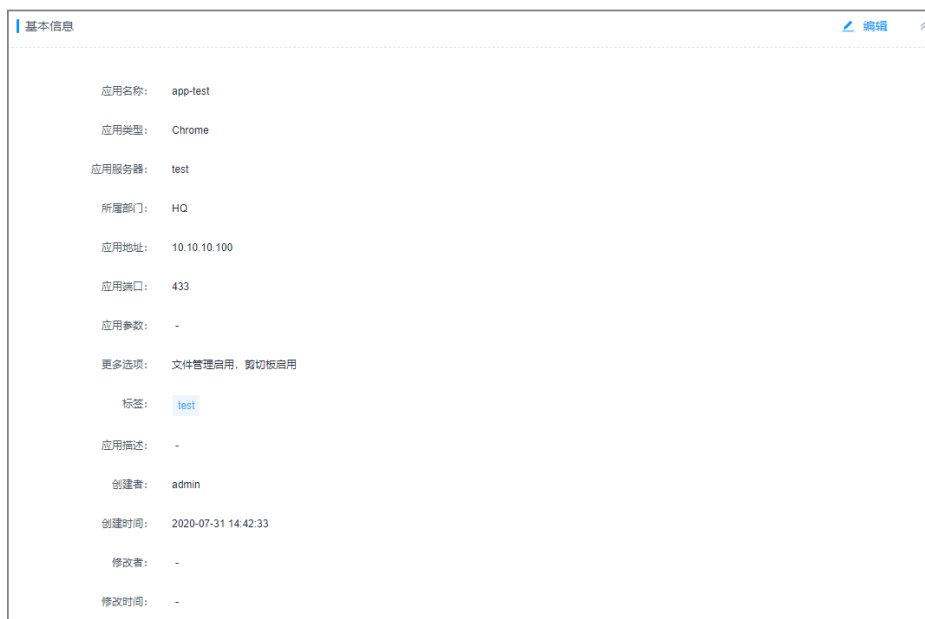 基本信息 编辑
应用名称： app-test
应用类型： Chrome
应用服务器： test
所属部门： HQ
应用地址： 10.10.10.100
应用端口： 433
应用参数： -
更多选项： 文件管理启用，剪切板启用
标签： test
应用描述： -
创建者： admin
创建时间： 2020-07-31 14:42:33
修改者： -
修改时间： -